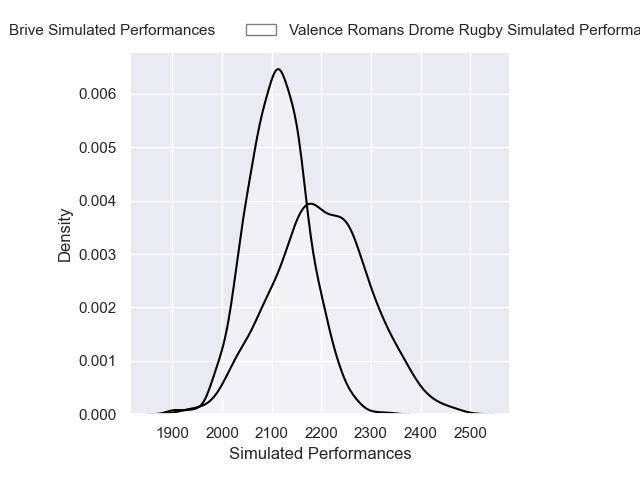 Brive Simulated Performances
Valence Romans Drome Rugby Simulated Performa
0.006
0.005
0.004
0.003
0.002
0.001
0.000
Density
1900 2000 2100 2200 2300 2400 2500
Simulated Performances